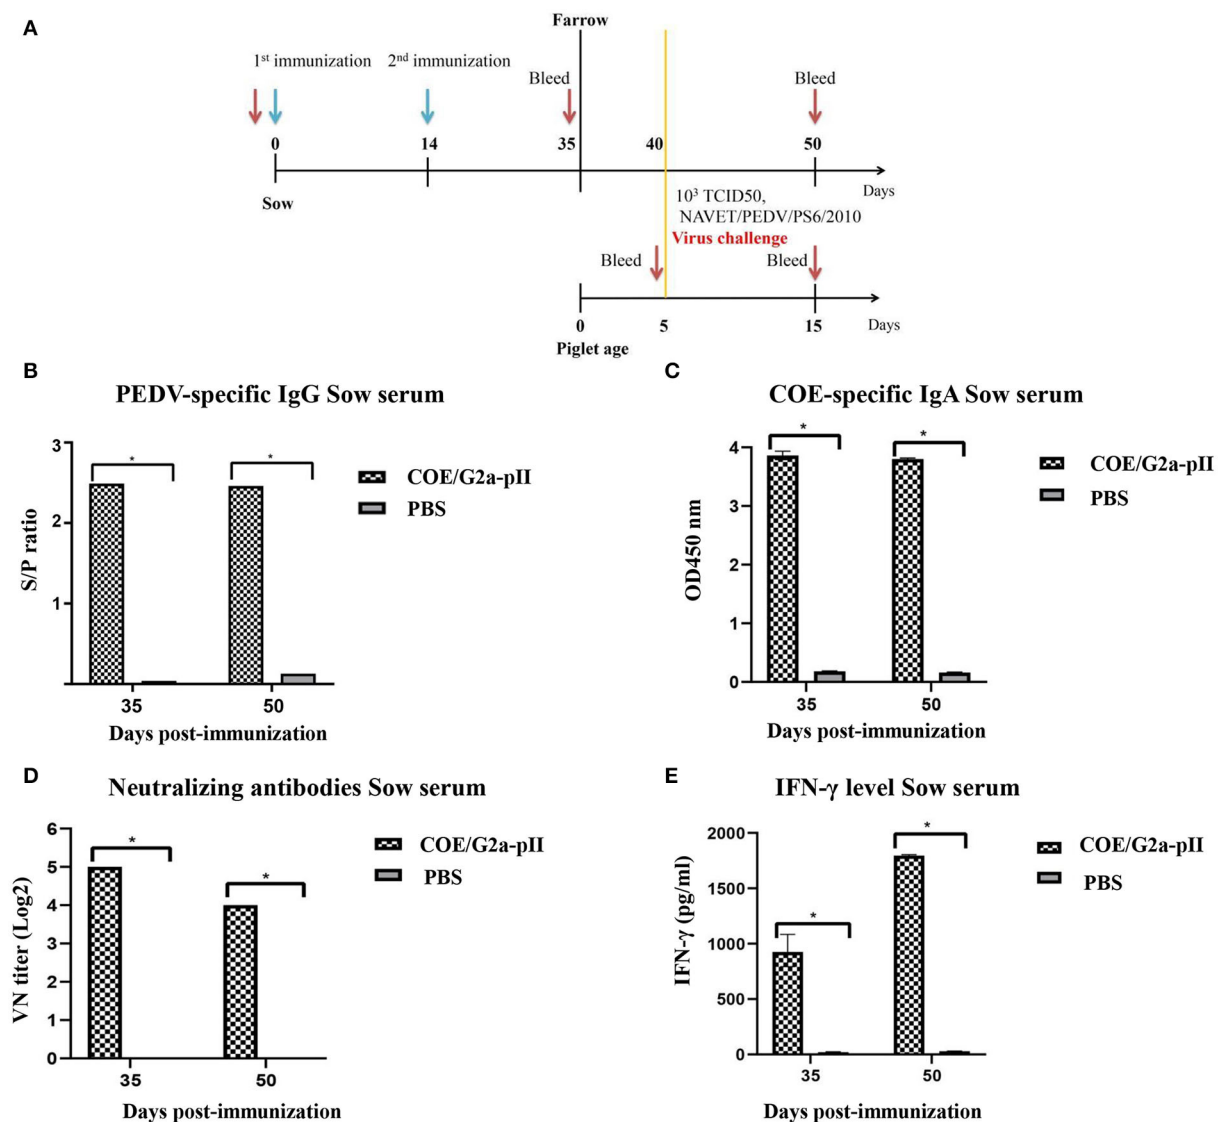 A
Farrow
1st immunization 2nd immunization
Bleed
Bleed
0 14 35 40 50
Days
Sow
10³ TCID50,
NAVET/PEDV/PS6/2010
Virus challenge
Bleed
Bleed
0 5 15 Days
Piglet age
B
PEDV-specific IgG Sow serum
3
2
1
S/P ratio
*
*
COE/G2a-pII
PBS
35 50
Days post-immunization
C
COE-specific IgA Sow serum
4
3
2
1
0
OD450 nm
*
*
COE/G2a-pII
PBS
35 50
Days post-immunization
D
Neutralizing antibodies Sow serum
6
5
4
3
2
1
0
VN titer (Log2)
*
*
COE/G2a-pII
PBS
35 50
Days post-immunization
E
IFN-γ level Sow serum
2000
1500
1000
500
0
IFN-γ (pg/ml)
*
*
COE/G2a-pII
PBS
35 50
Days post-immunization